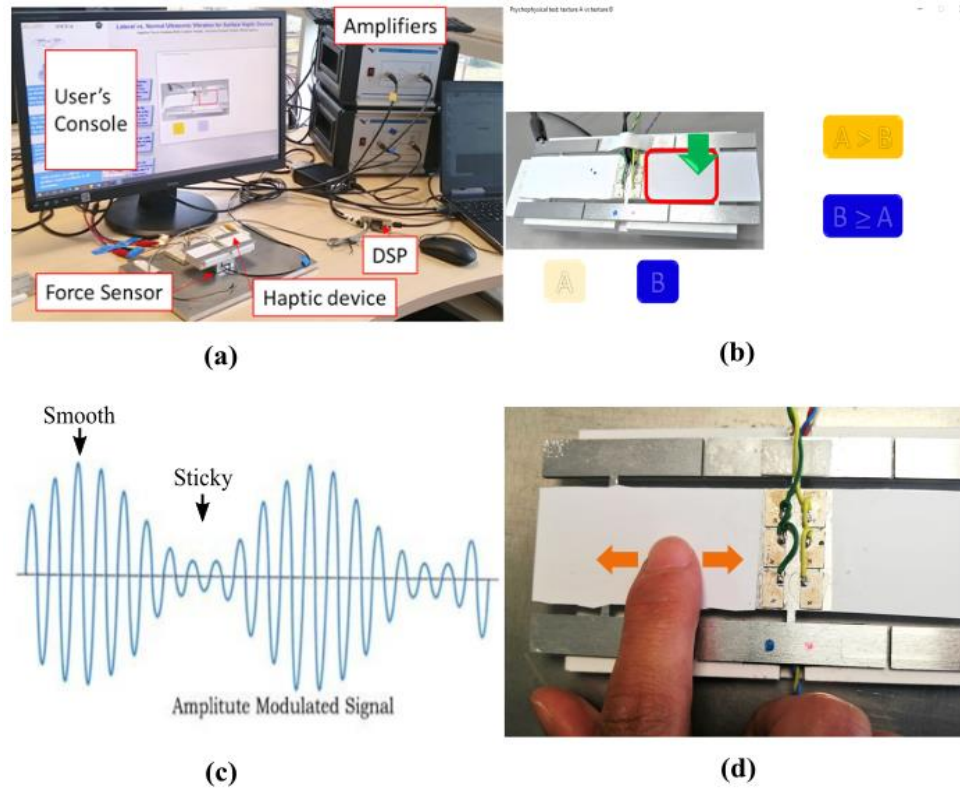 Lateral vs. Normal Ultrasonic Vibration for Surface Haptic Devices
Amplifiers
User's
Console
DSP
Force Sensor
Haptic device
(a)
Psychophysical test: texture A vs texture B
A > B
B ≥ A
A
B
(b)
Smooth
Sticky
Amplitute Modulated Signal
(c)
(d)